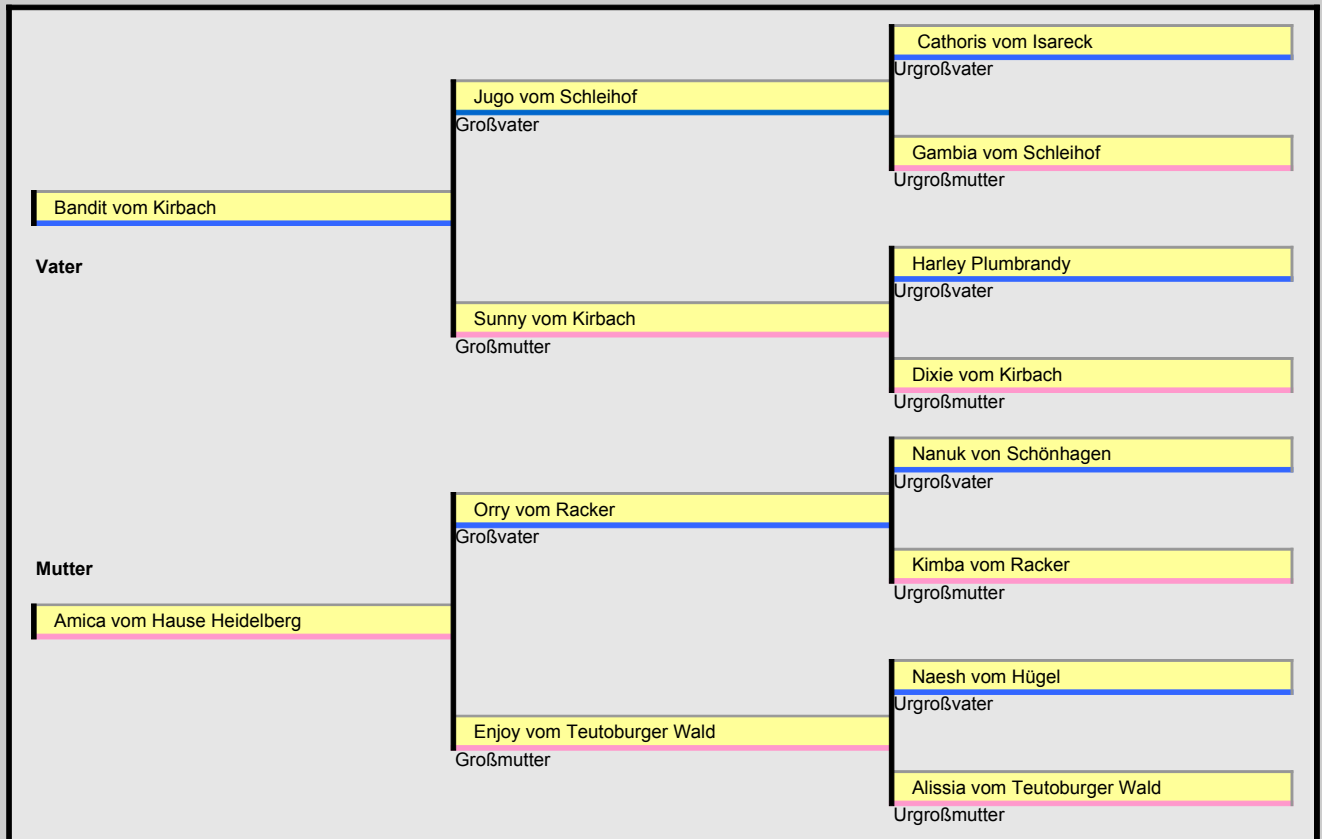 Cathoris vom Isareck
Urgroßvater
Jugo vom Schleihof
Großvater
Gambia vom Schleihof
Urgroßmutter
Bandit vom Kirbach
Vater
Harley Plumbrandy
Urgroßvater
Sunny vom Kirbach
Großmutter
Dixie vom Kirbach
Urgroßmutter
Nanuk von Schönhagen
Urgroßvater
Orry vom Racker
Großvater
Kimba vom Racker
Urgroßmutter
Mutter
Amica vom Hause Heidelberg
Naesh vom Hügel
Urgroßvater
Enjoy vom Teutoburger Wald
Großmutter
Alissia vom Teutoburger Wald
Urgroßmutter